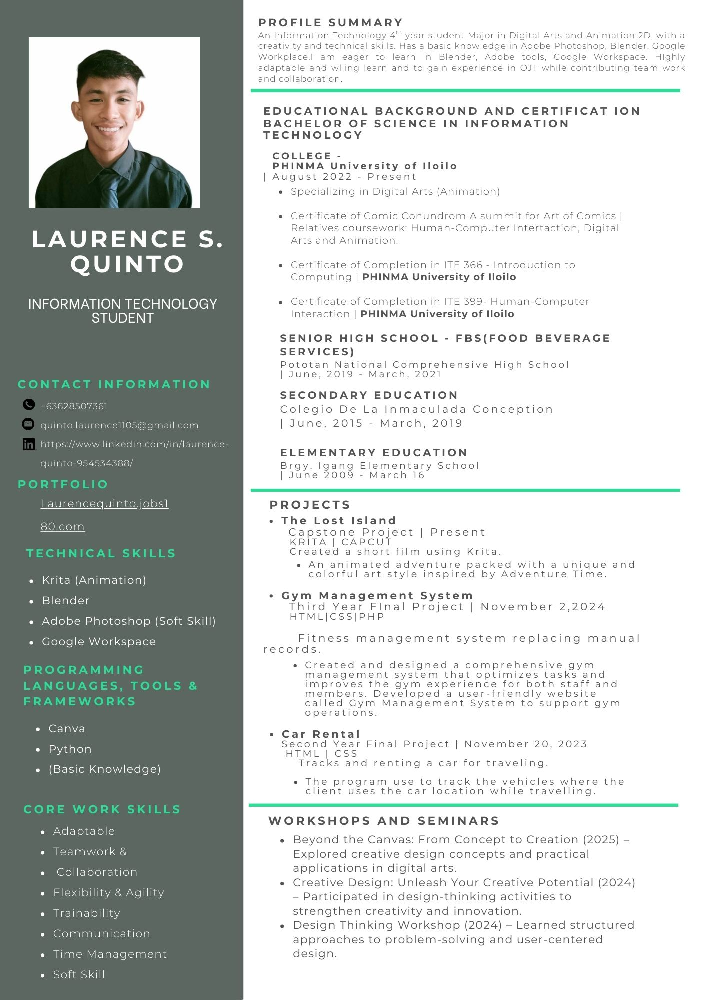 LAURENCE S.
QUINTO
INFORMATION TECHNOLOGY
STUDENT
CONTACT INFORMATION
+63628507361
quinto.laurence1105@gmail.com
https://www.linkedin.com/in/laurence-
quinto-954534388/
PORTFOLIO
Laurencequinto.jobs1
80.com
TECHNICAL SKILLS
• Krita (Animation)
• Blender
• Adobe Photoshop (Soft Skill)
• Google Workspace
PROGRAMMING
LANGUAGES, TOOLS &
FRAMEWORKS
• Canva
• Python
• (Basic Knowledge)
CORE WORK SKILLS
• Adaptable
• Teamwork &
• Collaboration
• Flexibility & Agility
• Trainability
• Communication
• Time Management
• Soft Skill
PROFILE SUMMARY
An Information Technology 4th year student Major in Digital Arts and Animation 2D, with a
creativity and technical skills. Has a basic knowledge in Adobe Photoshop, Blender, Google
Workplace.I am eager to learn in Blender, Adobe tools, Google Workspace. HIghly
adaptable and wlling learn and to gain experience in OJT while contributing team work
and collaboration.
EDUCATIONAL BACKGROUND AND CERTIFICAT ION
BACHELOR OF SCIENCE IN INFORMATION
TECHNOLOGY
COLLEGE -
PHINMA University of Iloilo
| August 2022 - Present
• Specializing in Digital Arts (Animation)
• Certificate of Comic Conundrom A summit for Art of Comics |
Relatives coursework: Human-Computer Intertaction, Digital
Arts and Animation.
• Certificate of Completion in ITE 366 - Introduction to
Computing | PHINMA University of Iloilo
• Certificate of Completion in ITE 399- Human-Computer
Interaction | PHINMA University of Iloilo
SENIOR HIGH SCHOOL - FBS(FOOD BEVERAGE
SERVICES)
Pototan National Comprehensive High School
| June, 2019 - March, 2021
SECONDARY EDUCATION
Colegio De La Inmaculada Conception
| June, 2015 - March, 2019
ELEMENTARY EDUCATION
Brgy. Igang Elementary School
| June 2009 - March 16
PROJECTS
• The Lost Island
Capstone Project | Present
KRITA | CAPCUT
Created a short film using Krita.
• An animated adventure packed with a unique and
colorful art style inspired by Adventure Time.
• Gym Management System
Third Year FInal Project | November 2,2024
HTML|CSS|PHP
Fitness management system replacing manual
records.
• Created and designed a comprehensive gym
management system that optimizes tasks and
improves the gym experience for both staff and
members. Developed a user-friendly website
called Gym Management System to support gym
operations.
• Car Rental
Second Year Final Project | November 20, 2023
HTML | CSS
Tracks and renting a car for traveling.
• The program use to track the vehicles where the
client uses the car location while travelling.
WORKSHOPS AND SEMINARS
• Beyond the Canvas: From Concept to Creation (2025) –
Explored creative design concepts and practical
applications in digital arts.
• Creative Design: Unleash Your Creative Potential (2024)
– Participated in design-thinking activities to
strengthen creativity and innovation.
• Design Thinking Workshop (2024) – Learned structured
approaches to problem-solving and user-centered
design.